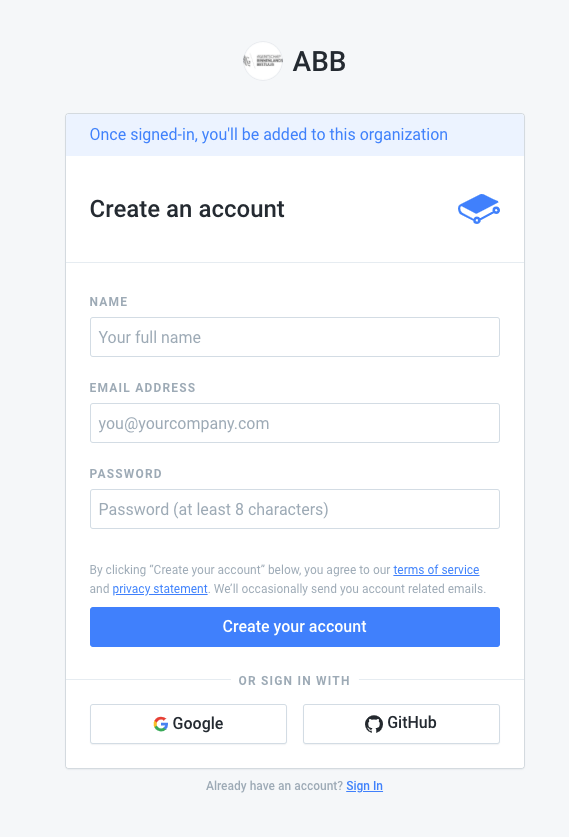 ABB
Once signed-in, you'll be added to this organization
Create an account
NAME
Your full name
EMAIL ADDRESS
you@yourcompany.com
PASSWORD
Password (at least 8 characters)
By clicking “Create your account” below, you agree to our terms of service
and privacy statement. We’ll occasionally send you account related emails.
Create your account
OR SIGN IN WITH
Google
GitHub
Already have an account? Sign In